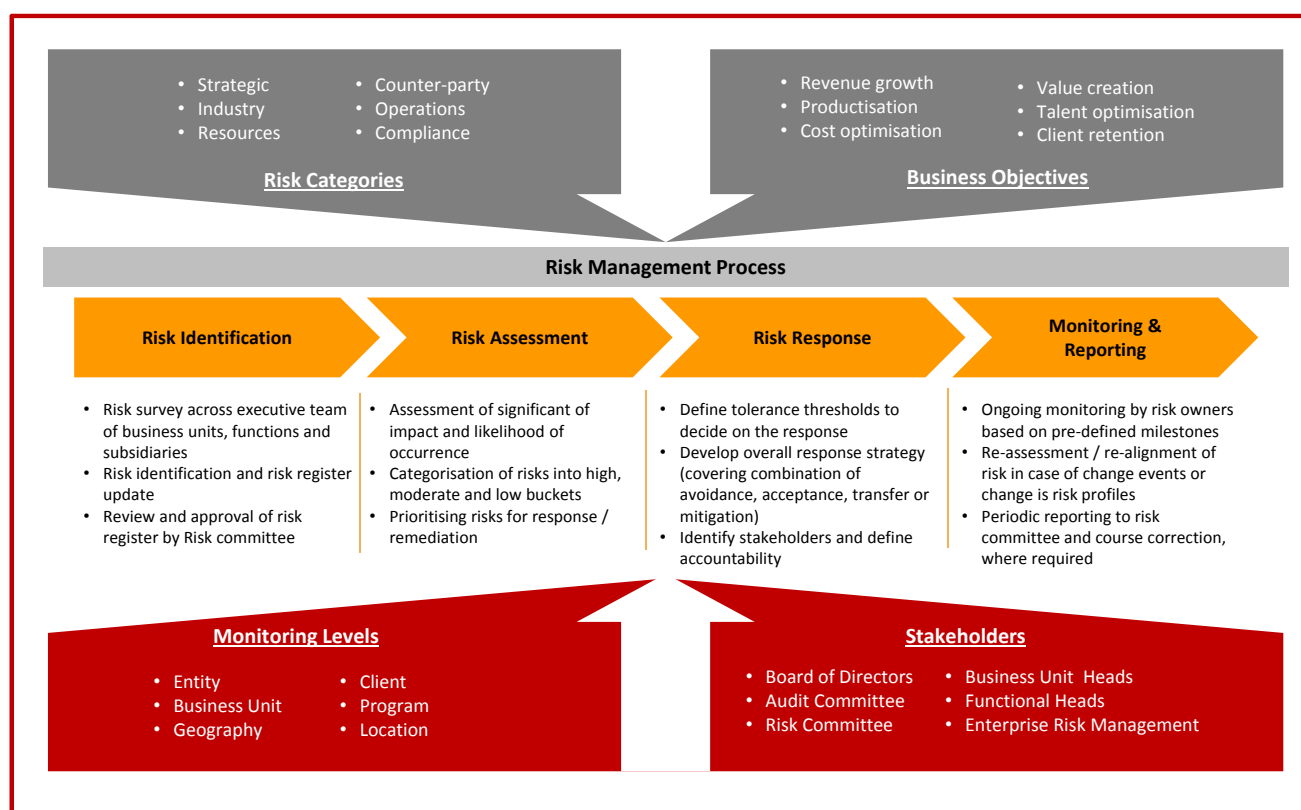 • Strategic
• Industry
• Resources
• Counter-party
• Operations
• Compliance
Risk Categories
• Revenue growth
• Productisation
• Cost optimisation
• Value creation
• Talent optimisation
• Client retention
Business Objectives
Risk Management Process
Risk Identification
Risk Assessment
Risk Response
Monitoring &
Reporting
• Risk survey across executive team
of business units, functions and
subsidiaries
• Risk identification and risk register
update
• Review and approval of risk
register by Risk committee
• Assessment of significant of
impact and likelihood of
occurrence
• Categorisation of risks into high,
moderate and low buckets
• Prioritising risks for response /
remediation
• Define tolerance thresholds to
decide on the response
• Develop overall response strategy
(covering combination of
avoidance, acceptance, transfer or
mitigation)
• Identify stakeholders and define
accountability
• Ongoing monitoring by risk owners
based on pre-defined milestones
• Re-assessment / re-alignment of
risk in case of change events or
change is risk profiles
• Periodic reporting to risk
committee and course correction,
where required
Monitoring Levels
• Entity
• Business Unit
• Geography
• Client
• Program
• Location
Stakeholders
• Board of Directors
• Audit Committee
• Risk Committee
• Business Unit Heads
• Functional Heads
• Enterprise Risk Management